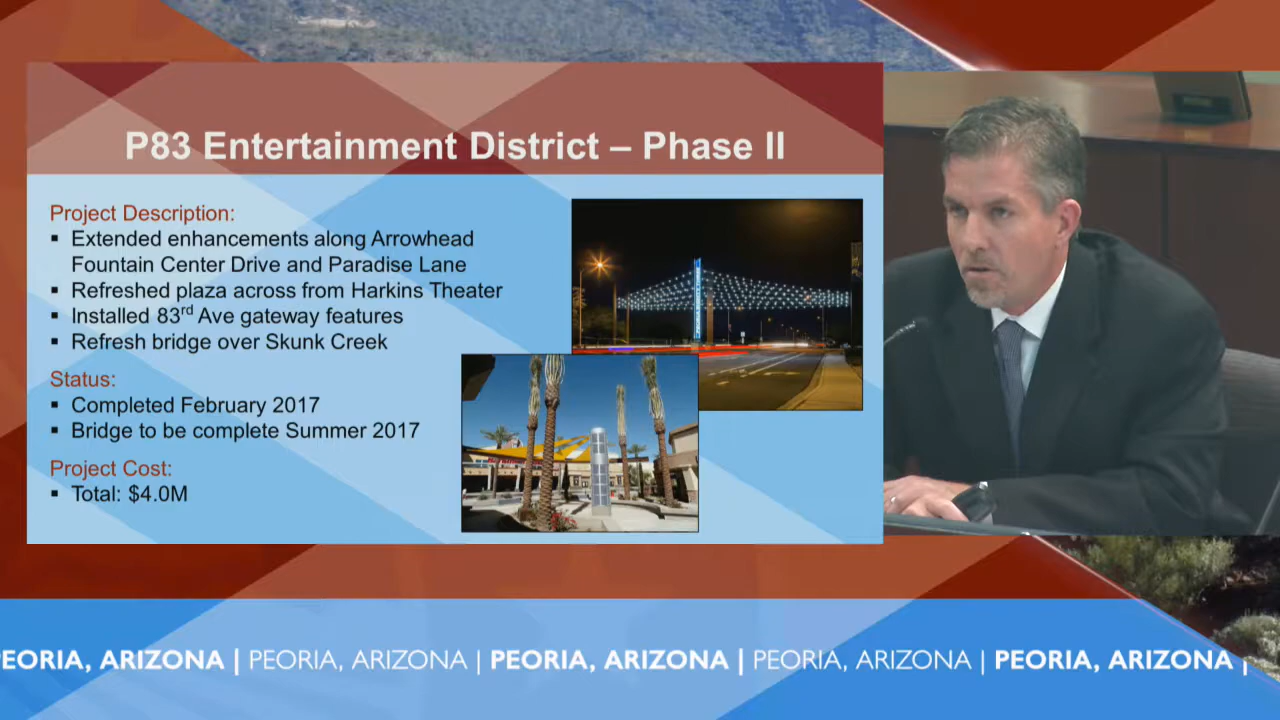 P83 Entertainment District – Phase II
Project Description:
▪ Extended enhancements along Arrowhead
Fountain Center Drive and Paradise Lane
▪ Refreshed plaza across from Harkins Theater
▪ Installed 83rd Ave gateway features
▪ Refresh bridge over Skunk Creek
Status:
▪ Completed February 2017
▪ Bridge to be complete Summer 2017
Project Cost:
▪ Total: $4.0M
PEORIA, ARIZONA | PEORIA, ARIZONA | PEORIA, ARIZONA | PEORIA, ARIZONA | PEORIA, ARIZONA |